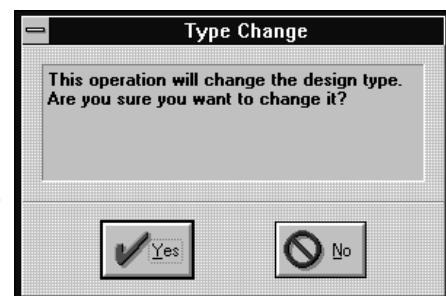 Type Change
This operation will change the design type.
Are you sure you want to change it?
Yes
No